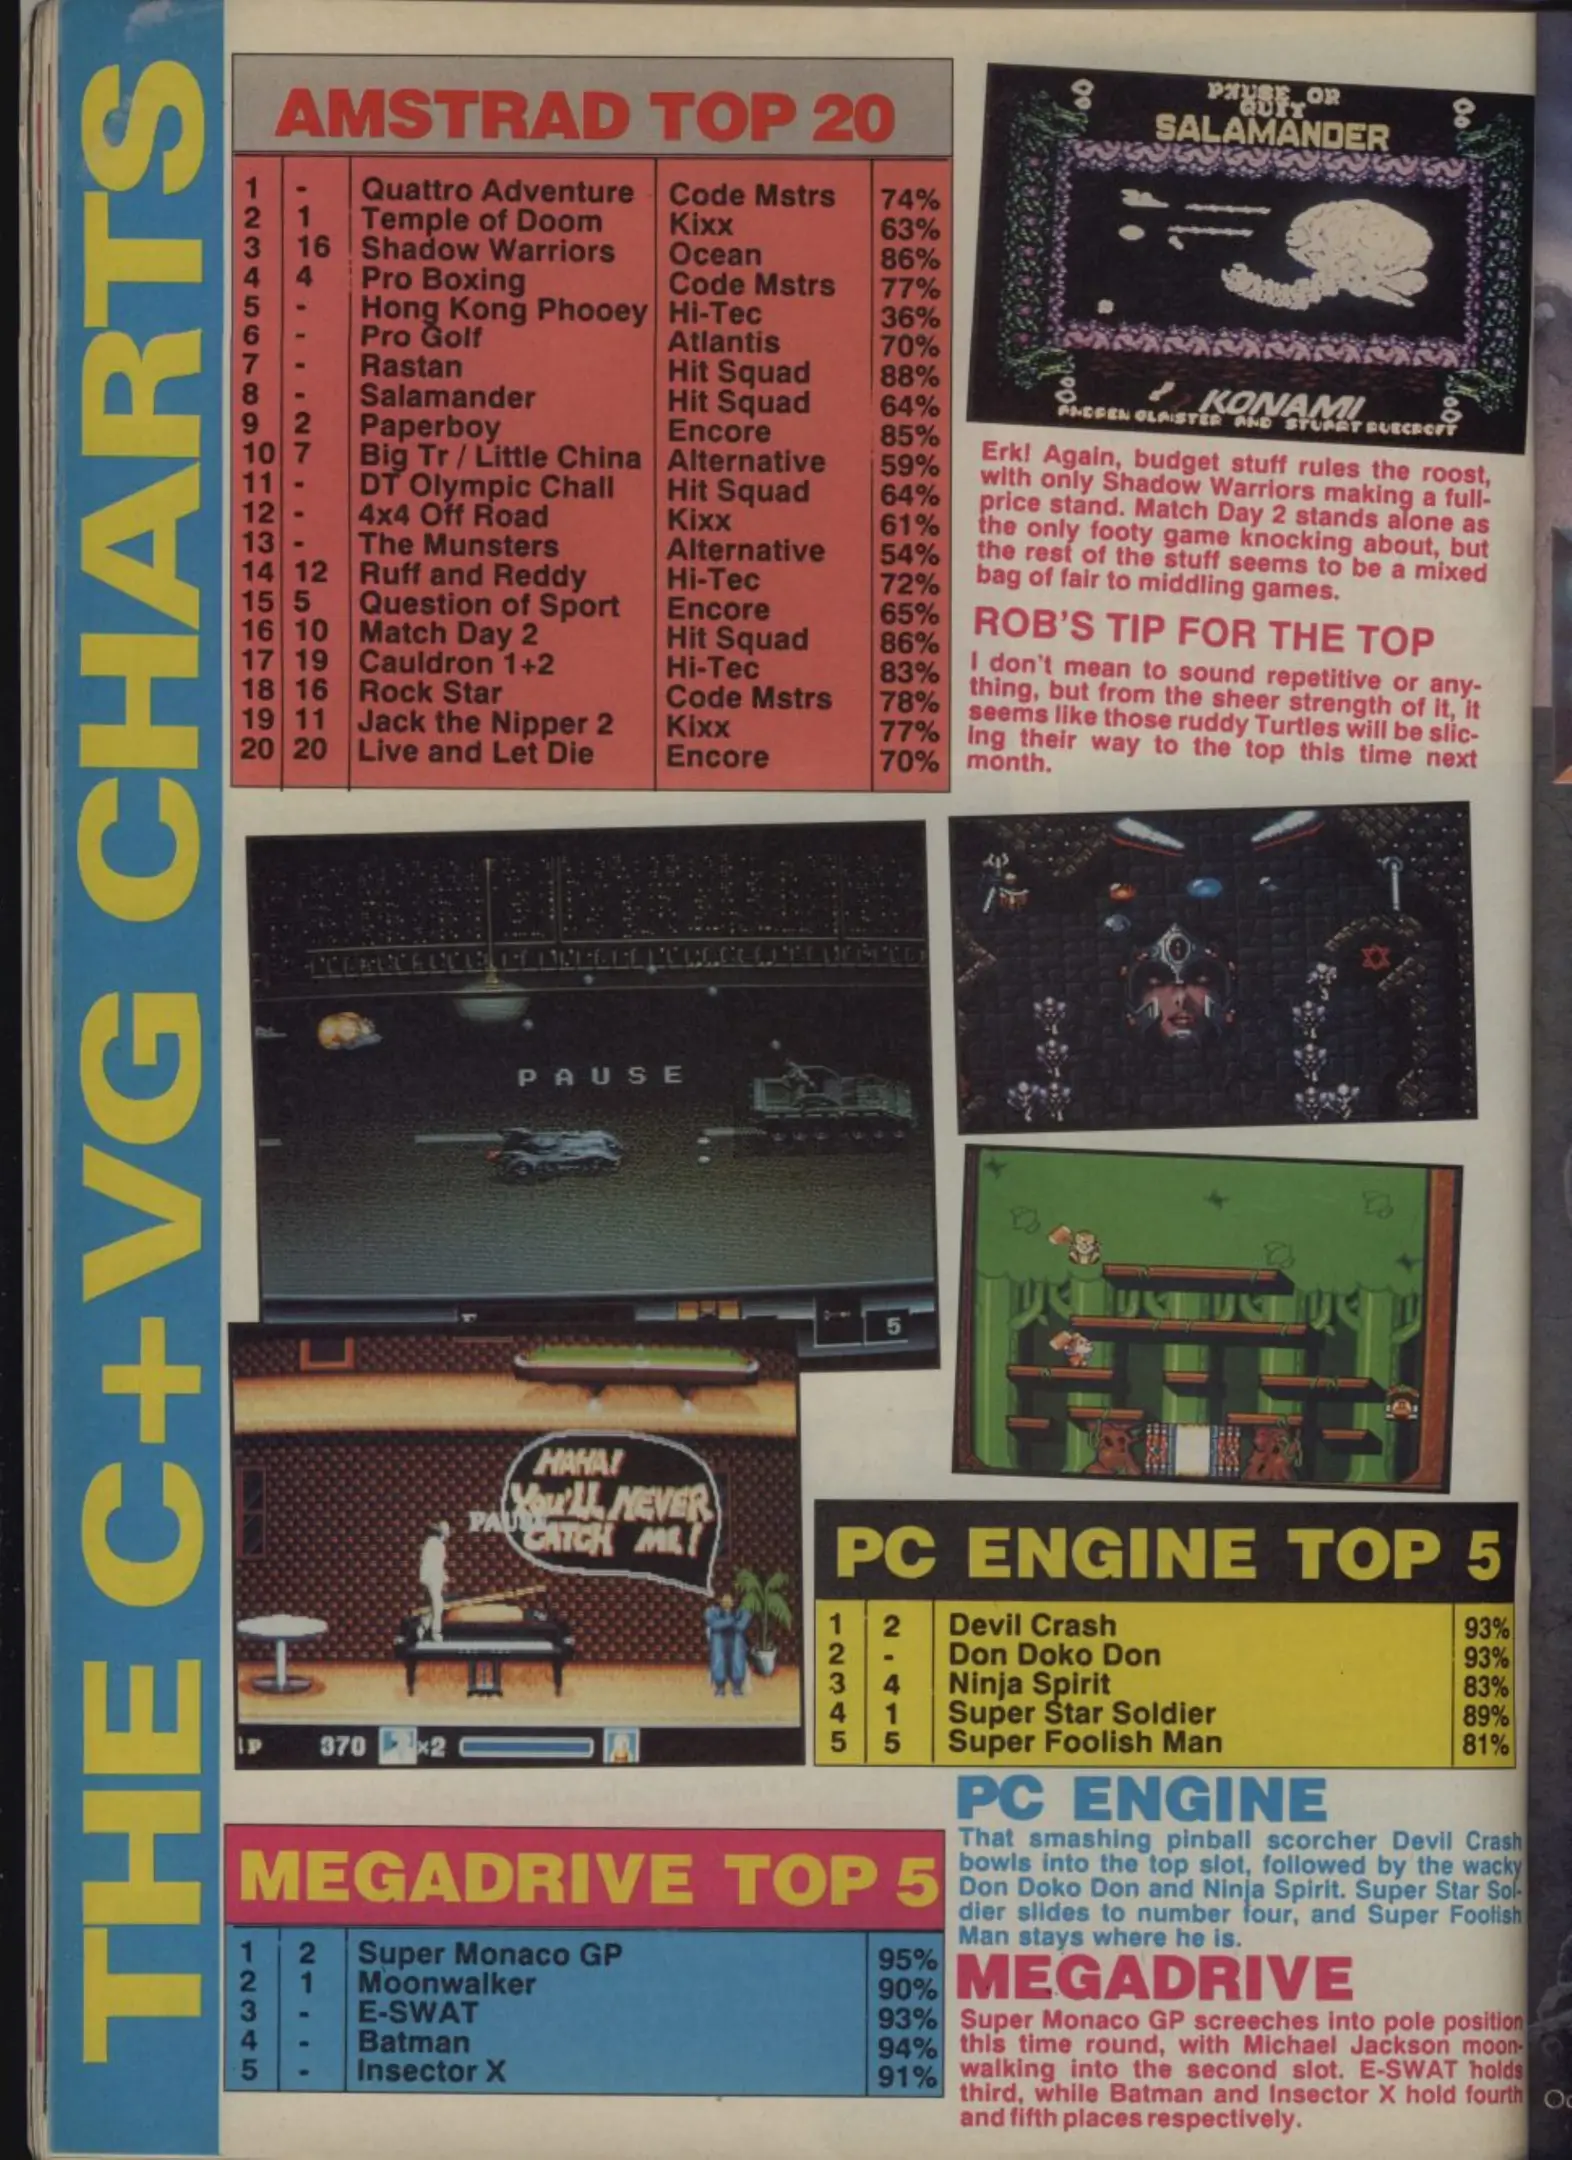 THE C+VG CHARTS
AMSTRAD TOP 20
1 - Quattro Adventure Code Mstrs 74%
2 1 Temple of Doom Kixx 63%
3 16 Shadow Warriors Ocean 86%
4 4 Pro Boxing Code Mstrs 77%
5 - Hong Kong Phooey Hi-Tec 36%
6 - Pro Golf Atlantis 70%
7 - Rastan Hit Squad 88%
8 - Salamander Hit Squad 64%
9 2 Paperboy Encore 85%
10 7 Big Tr / Little China Alternative 59%
11 - DT Olympic Chall Hit Squad 64%
12 - 4x4 Off Road Kixx 61%
13 - The Munsters Alternative 54%
14 12 Ruff and Reddy Hi-Tec 72%
15 5 Question of Sport Encore 65%
16 10 Match Day 2 Hit Squad 86%
17 19 Cauldron 1+2 Hi-Tec 83%
18 16 Rock Star Code Mstrs 78%
19 11 Jack the Nipper 2 Kixx 77%
20 20 Live and Let Die Encore 70%
PAUSE OR
QUIT
SALAMANDER
KONAMI
AND STUART RUECROFT
Erk! Again, budget stuff rules the roost,
with only Shadow Warriors making a full-
price stand. Match Day 2 stands alone as
the only footy game knocking about, but
the rest of the stuff seems to be a mixed
bag of fair to middling games.
ROB'S TIP FOR THE TOP
I don't mean to sound repetitive or any-
thing, but from the sheer strength of it, it
seems like those ruddy Turtles will be slic-
ing their way to the top this time next
month.
PAUSE
5
HAHA!
YOU'LL NEVER
CATCH ME!
1P 370 x2
PC ENGINE TOP 5
1 2 Devil Crash 93%
2 - Don Doko Don 93%
3 4 Ninja Spirit 83%
4 1 Super Star Soldier 89%
5 5 Super Foolish Man 81%
PC ENGINE
That smashing pinball scorcher Devil Crash
bowls into the top slot, followed by the wacky
Don Doko Don and Ninja Spirit. Super Star Sol-
dier slides to number four, and Super Foolish
Man stays where he is.
MEGADRIVE TOP 5
1 2 Super Monaco GP 95%
2 1 Moonwalker 90%
3 - E-SWAT 93%
4 - Batman 94%
5 - Insector X 91%
MEGADRIVE
Super Monaco GP screeches into pole position
this time round, with Michael Jackson moon-
walking into the second slot. E-SWAT holds
third, while Batman and Insector X hold fourth
and fifth places respectively.